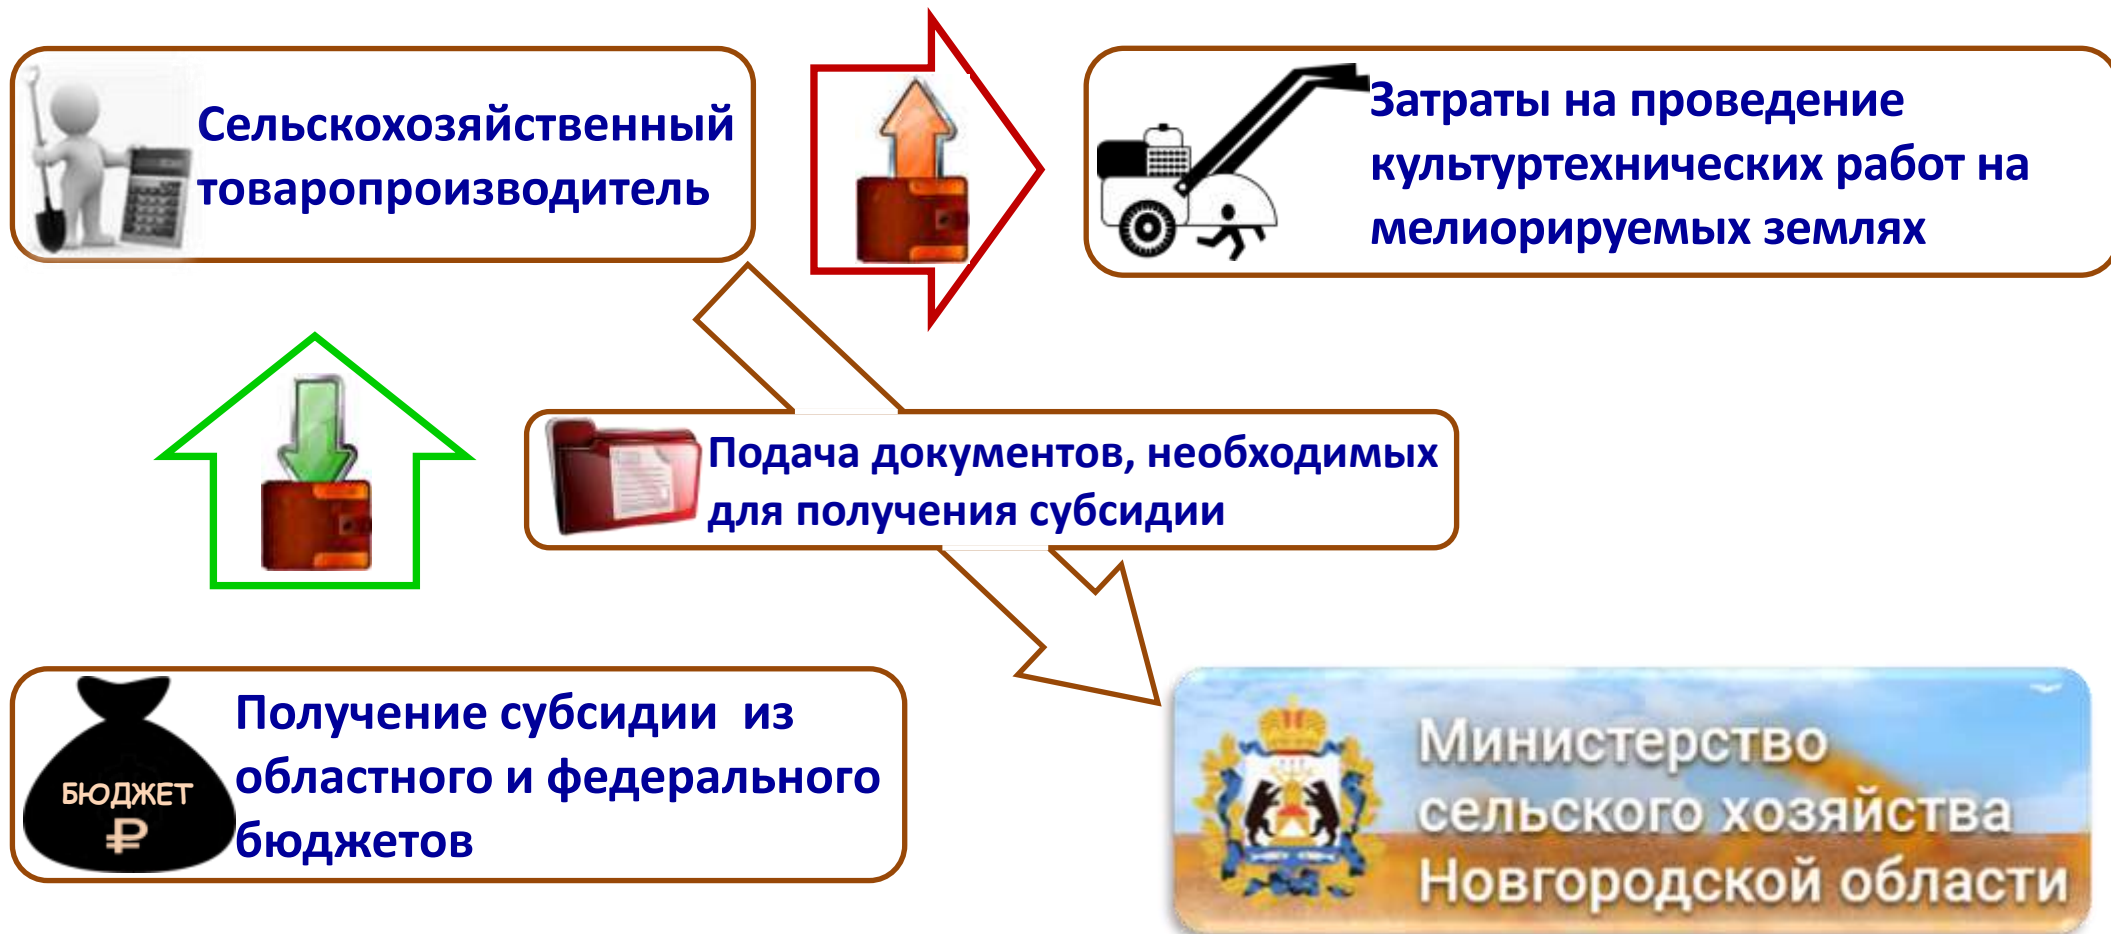 Сельскохозяйственный
товаропроизводитель
Затраты на проведение
культуртехнических работ на
мелиорируемых землях
Подача документов, необходимых
для получения субсидии
БЮДЖЕТ
₽
Получение субсидии из
областного и федерального
бюджетов
Министерство
сельского хозяйства
Новгородской области